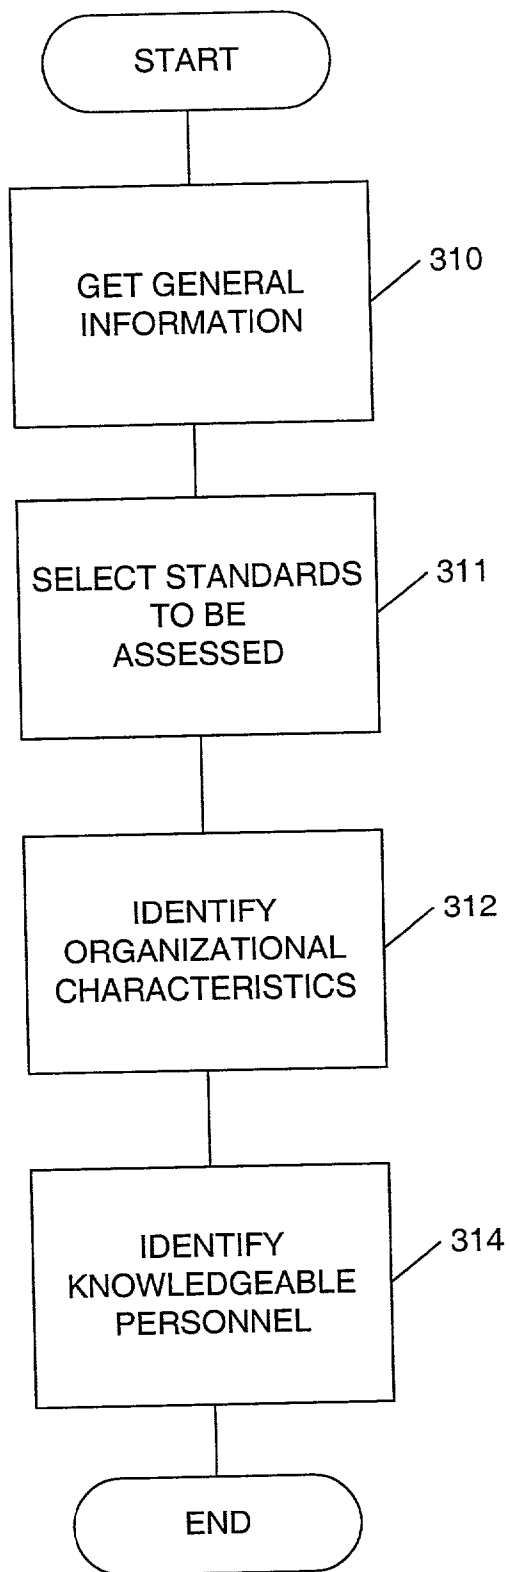 START
GET GENERAL
INFORMATION
310
SELECT STANDARDS
TO BE
ASSESSED
311
IDENTIFY
ORGANIZATIONAL
CHARACTERISTICS
312
IDENTIFY
KNOWLEDGEABLE
PERSONNEL
314
END